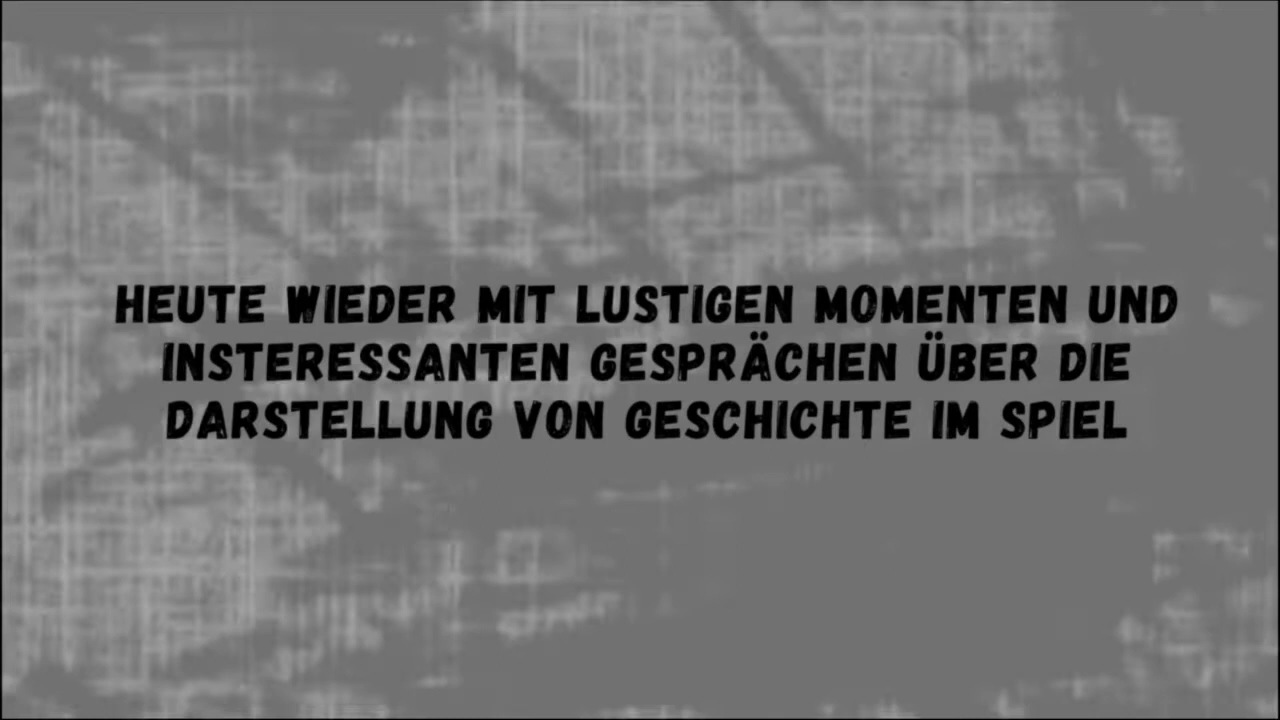 HEUTE WIEDER MIT LUSTIGEN MOMENTEN UND
INSTERESSANTEN GESPRÄCHEN ÜBER DIE
DARSTELLUNG VON GESCHICHTE IM SPIEL